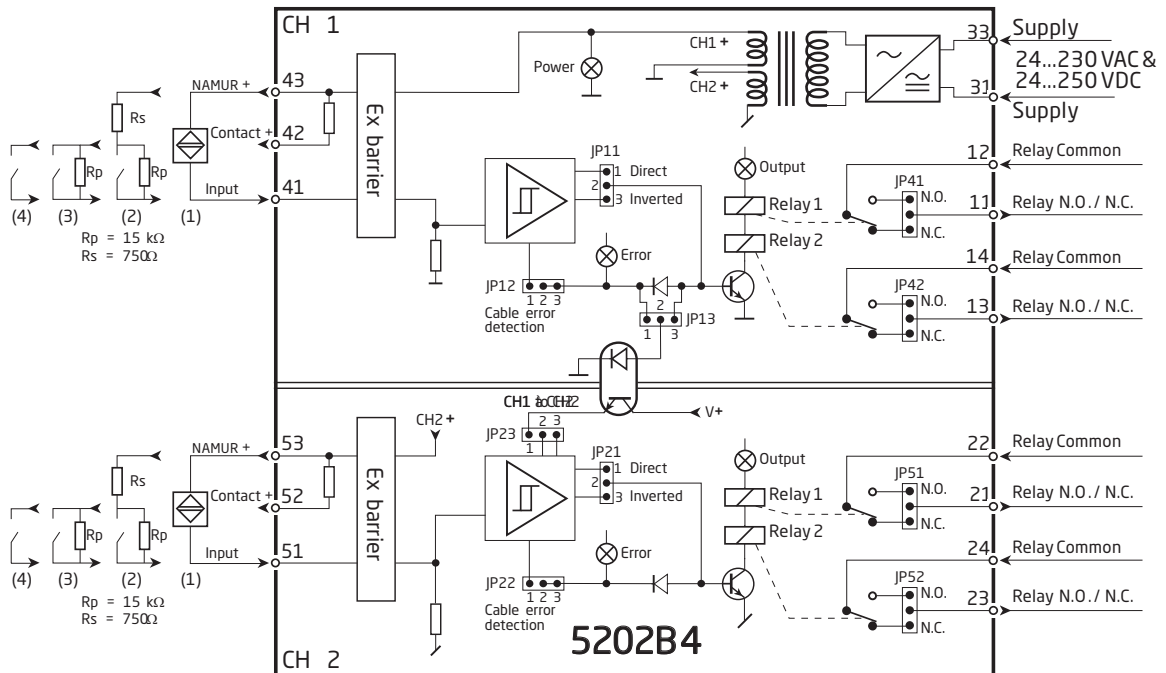 CH 1
33
Supply
24...230 VAC &
24...250 VDC
31
Supply
CH1 +
CH2 +
Power
NAMUR +
43
Rs
Contact +
42
Rp
Rp
Input
41
(4)
(3)
(2)
(1)
Rp = 15 kΩ
Rs = 750Ω
Ex barrier
JP11
1 Direct
2
3 Inverted
Output
Relay 1
Relay 2
Error
JP12
1 2 3
Cable error
detection
2
JP13
1
3
12
Relay Common
JP41
N.O.
N.C.
11
Relay N.O. / N.C.
14
Relay Common
JP42
N.O.
N.C.
13
Relay N.O. / N.C.
CH1 to CH2
V+
CH2 +
JP23
2 3
1
NAMUR +
53
Rs
Contact +
52
Rp
Rp
Input
51
(4)
(3)
(2)
(1)
Rp = 15 kΩ
Rs = 750Ω
Ex barrier
JP21
1 Direct
2
3 Inverted
Output
Relay 1
Relay 2
Error
JP22
1 2 3
Cable error
detection
22
Relay Common
JP51
N.O.
N.C.
21
Relay N.O. / N.C.
24
Relay Common
JP52
N.O.
N.C.
23
Relay N.O. / N.C.
5202B4
CH 2